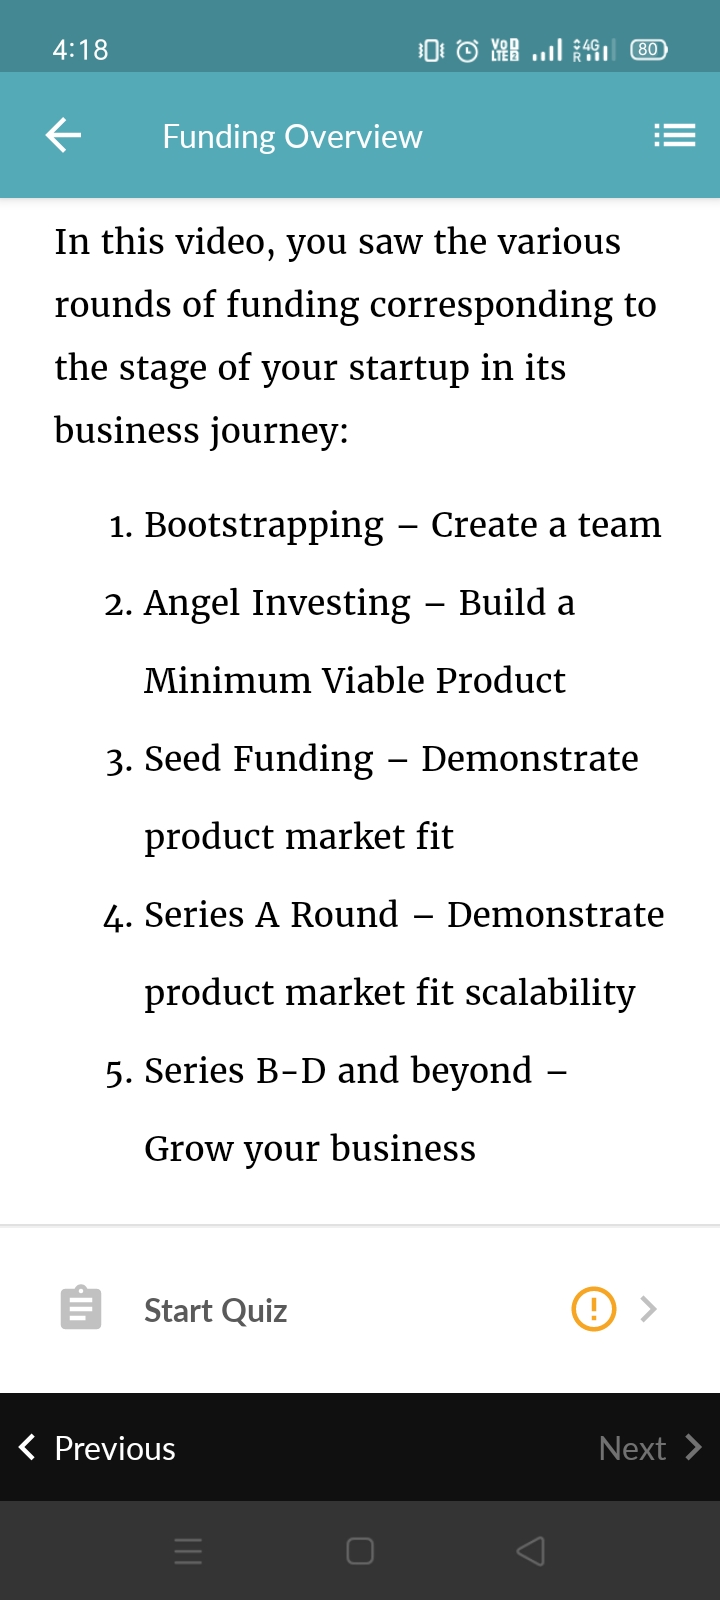 4:18
VoD
LTE2
4G
R
80
Funding Overview
In this video, you saw the various
rounds of funding corresponding to
the stage of your startup in its
business journey:
1. Bootstrapping – Create a team
2. Angel Investing – Build a
Minimum Viable Product
3. Seed Funding – Demonstrate
product market fit
4. Series A Round – Demonstrate
product market fit scalability
5. Series B-D and beyond –
Grow your business
Start Quiz
Previous
Next